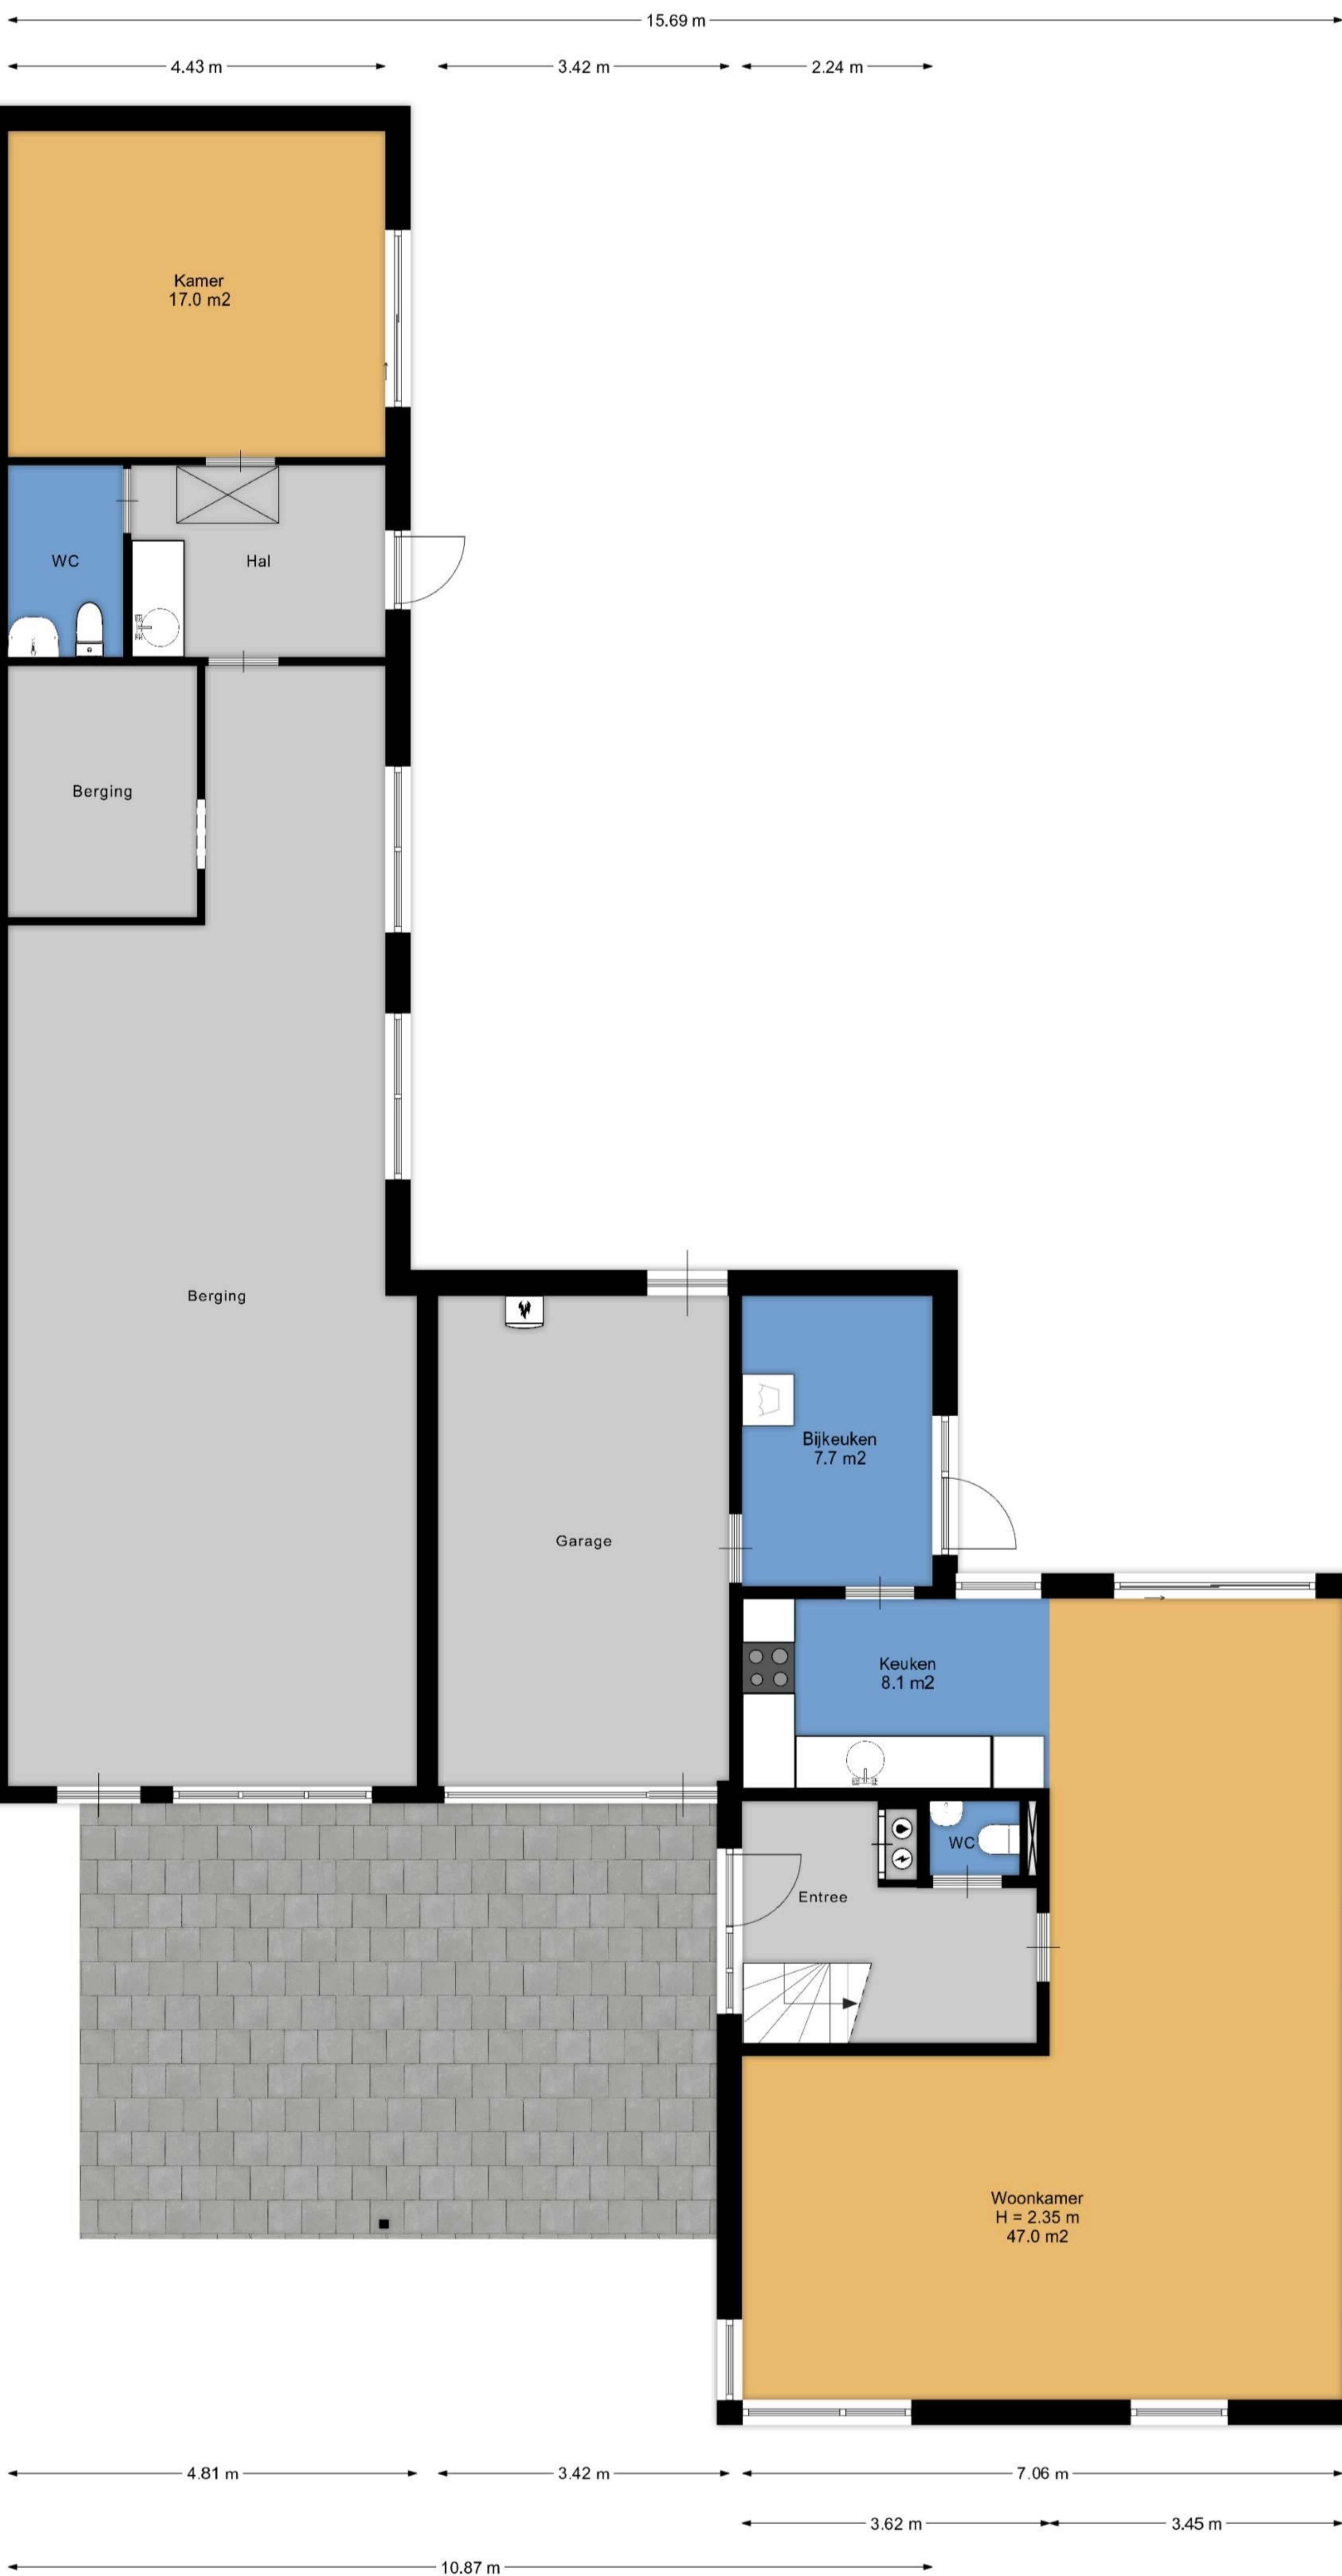 15.69 m
4.43 m
3.42 m
2.24 m
Kamer
17.0 m2
WC
Hal
Berging
Berging
Bijkeuken
7.7 m2
Garage
Keuken
8.1 m2
WC
Entree
Woonkamer
H = 2.35 m
47.0 m2
4.81 m
3.42 m
7.06 m
3.62 m
3.45 m
10.87 m